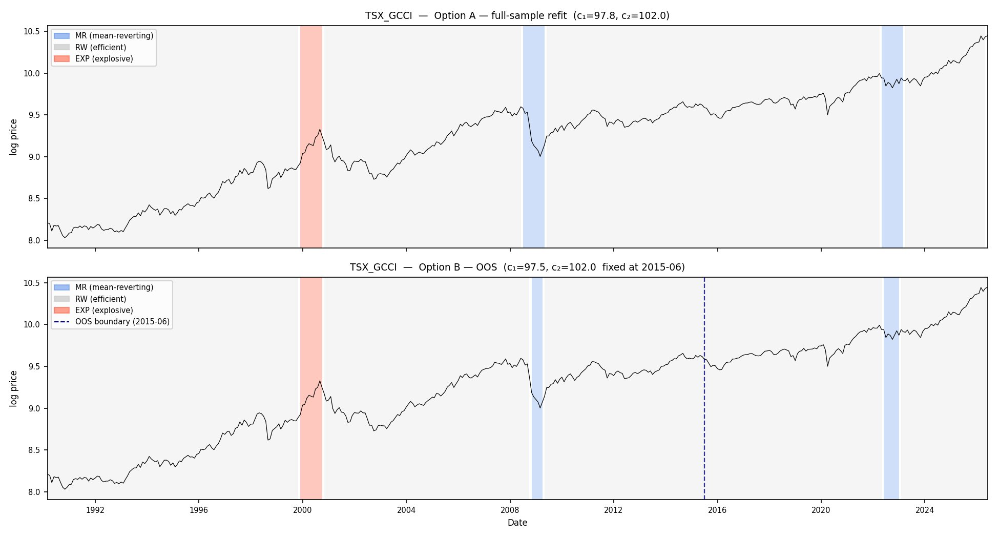 TSX_GCCI — Option A — full-sample refit (c₁=97.8, c₂=102.0)
10.5
10.0
9.5
9.0
8.5
8.0
log price
MR (mean-reverting)
RW (efficient)
EXP (explosive)
TSX_GCCI — Option B — OOS (c₁=97.5, c₂=102.0 fixed at 2015-06)
10.5
10.0
9.5
9.0
8.5
8.0
log price
MR (mean-reverting)
RW (efficient)
EXP (explosive)
OOS boundary (2015-06)
1992 1996 2000 2004 2008 2012 2016 2020 2024
Date